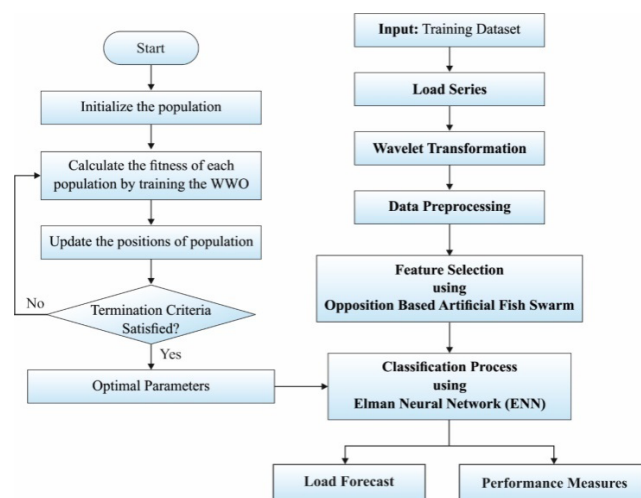 Start
Initialize the population
Calculate the fitness of each
population by training the WWO
Update the positions of population
No
Termination Criteria
Satisfied?
Yes
Optimal Parameters
Input: Training Dataset
Load Series
Wavelet Transformation
Data Preprocessing
Feature Selection
using
Opposition Based Artificial Fish Swarm
Classification Process
using
Elman Neural Network (ENN)
Load Forecast
Performance Measures